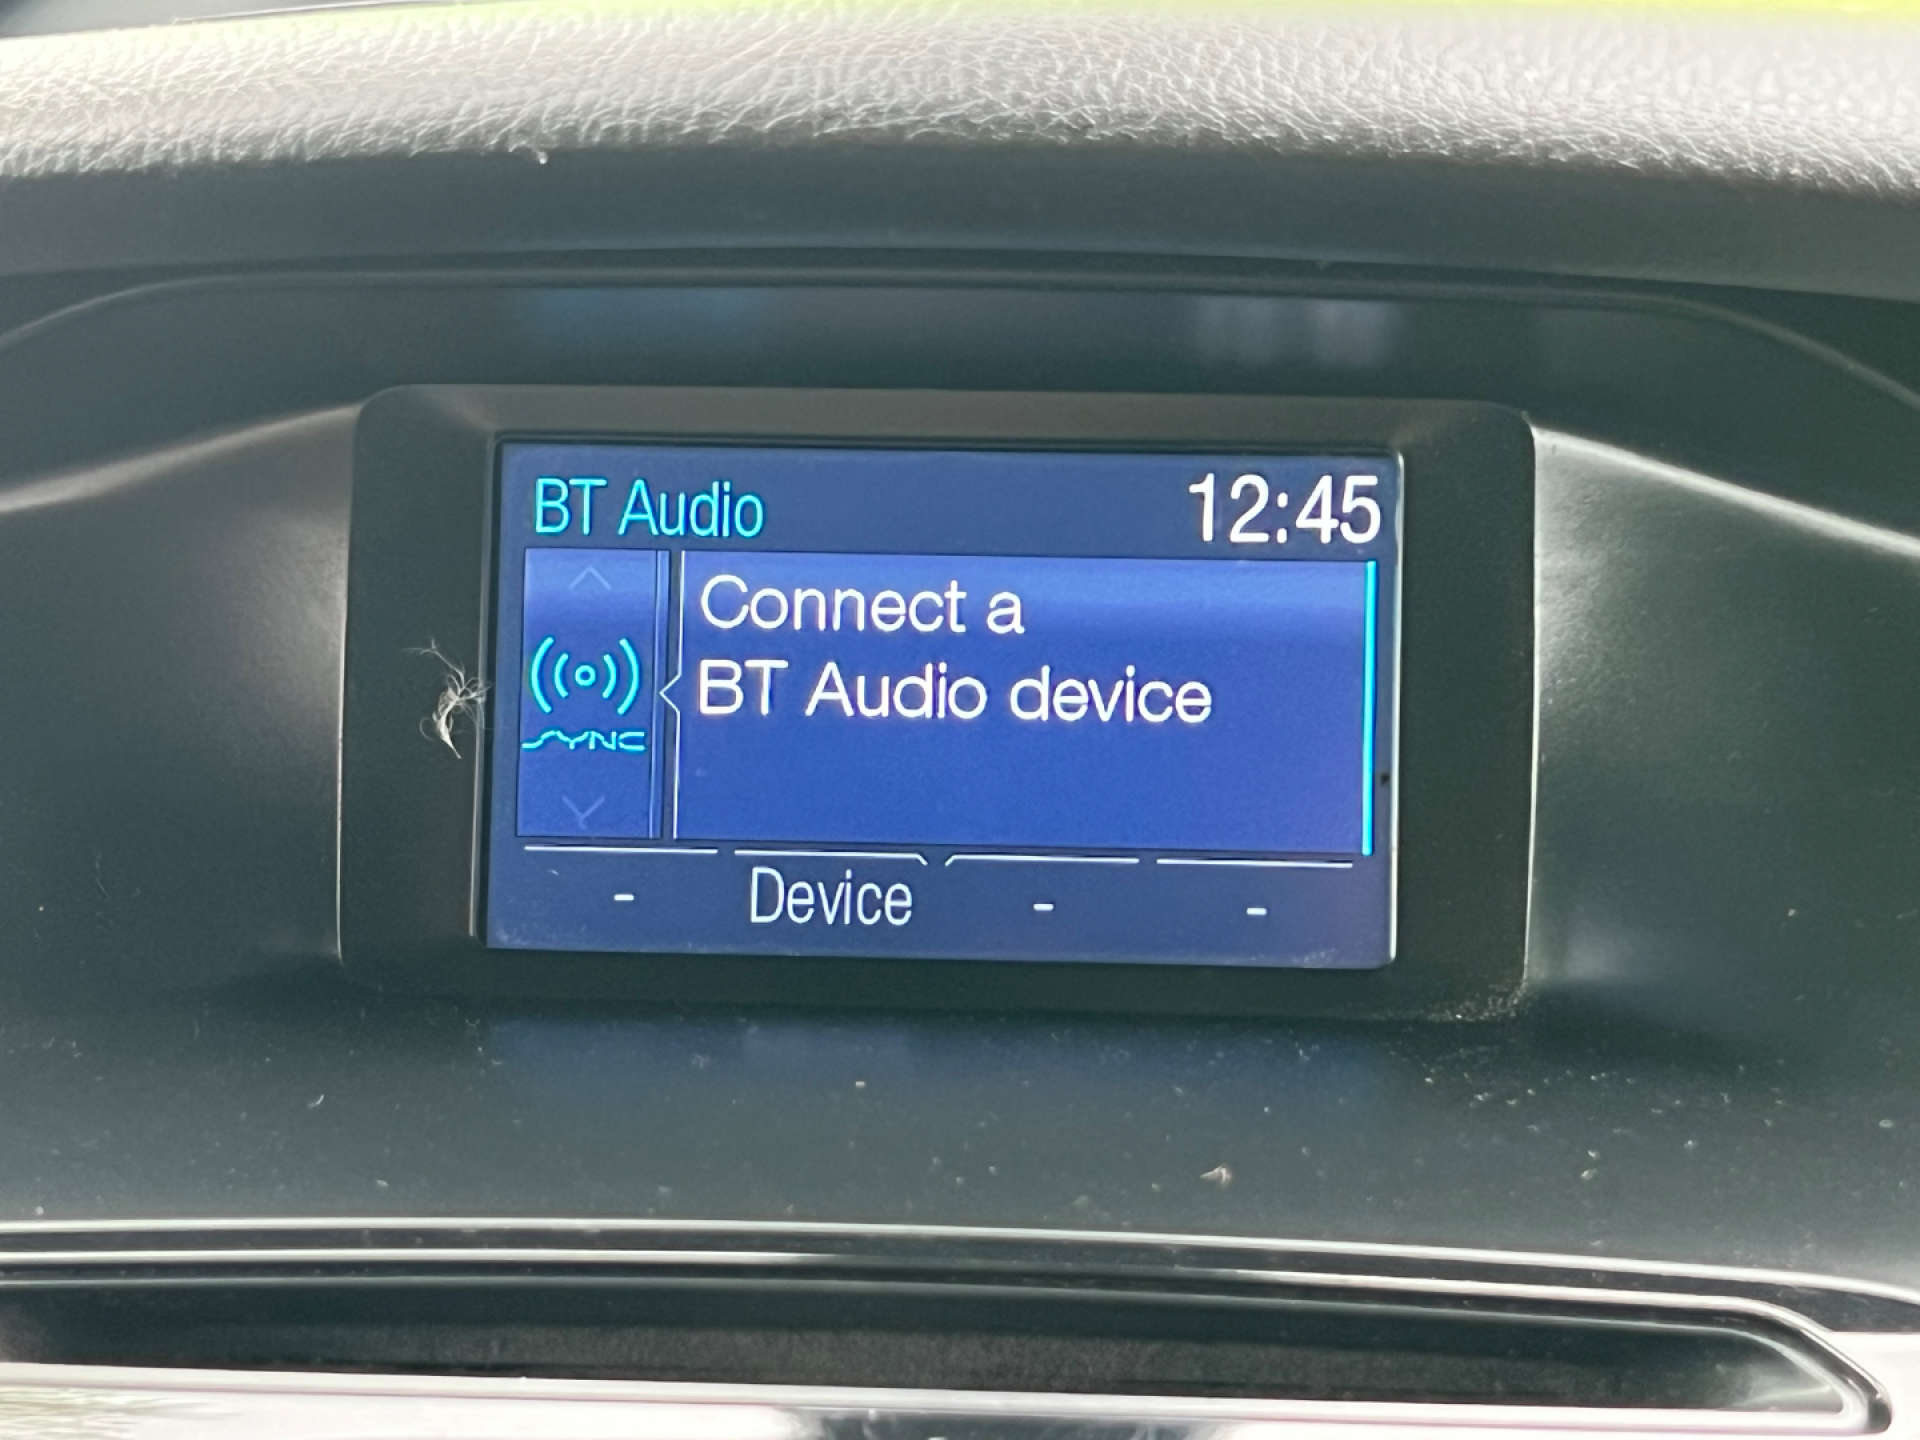 BT Audio 12:45
Connect a
BT Audio device
SYNC
- Device - -